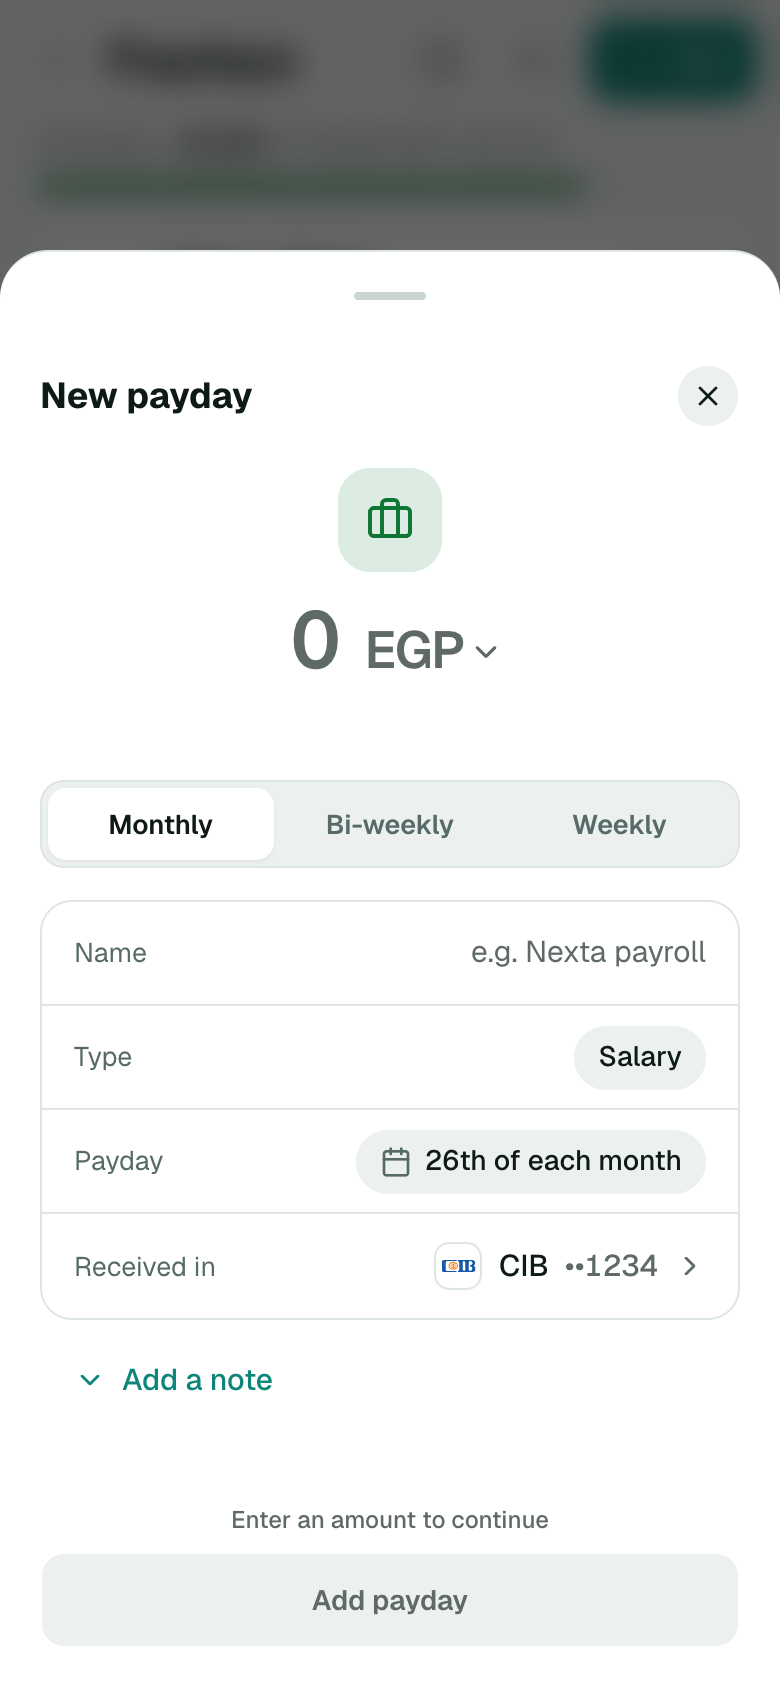 New payday
0 EGP
Monthly Bi-weekly Weekly
Name e.g. Nexta payroll
Type Salary
Payday 26th of each month
Received in CIB CIB ••1234
Add a note
Enter an amount to continue
Add payday